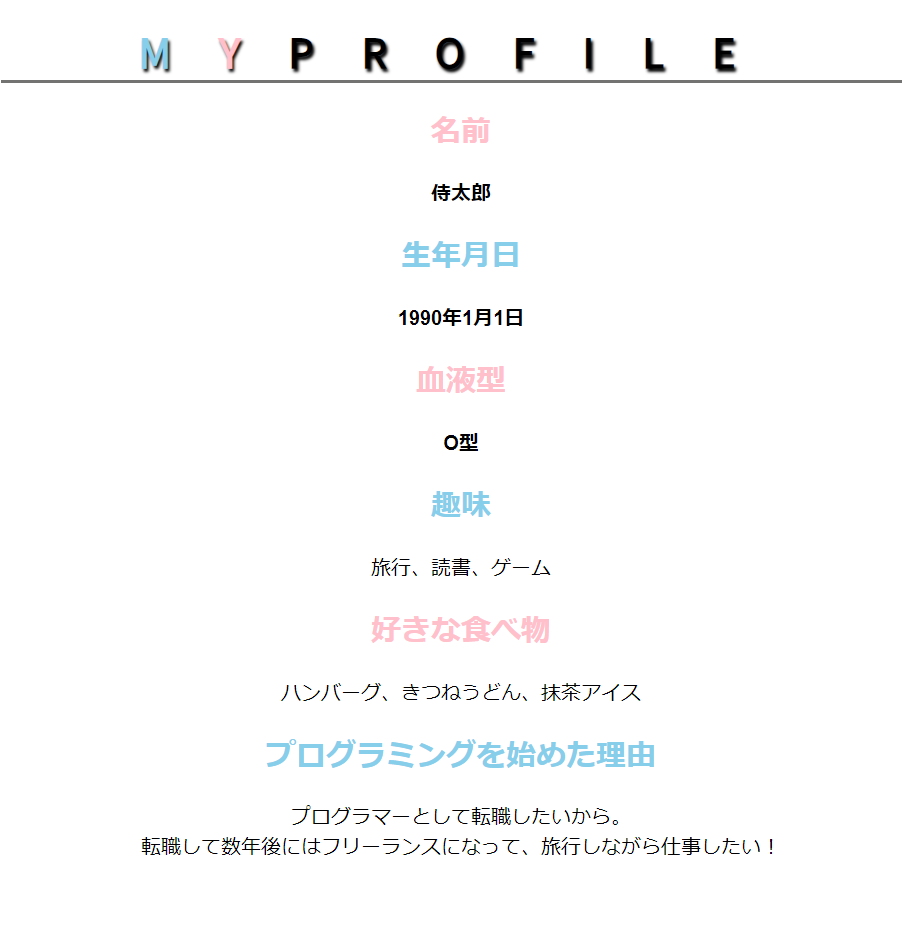 MYPROFILE
名前
侍太郎
生年月日
1990年1月1日
血液型
O型
趣味
旅行、読書、ゲーム
好きな食べ物
ハンバーグ、きつねうどん、抹茶アイス
プログラミングを始めた理由
プログラマーとして転職したいから。
転職して数年後にはフリーランスになって、旅行しながら仕事したい！